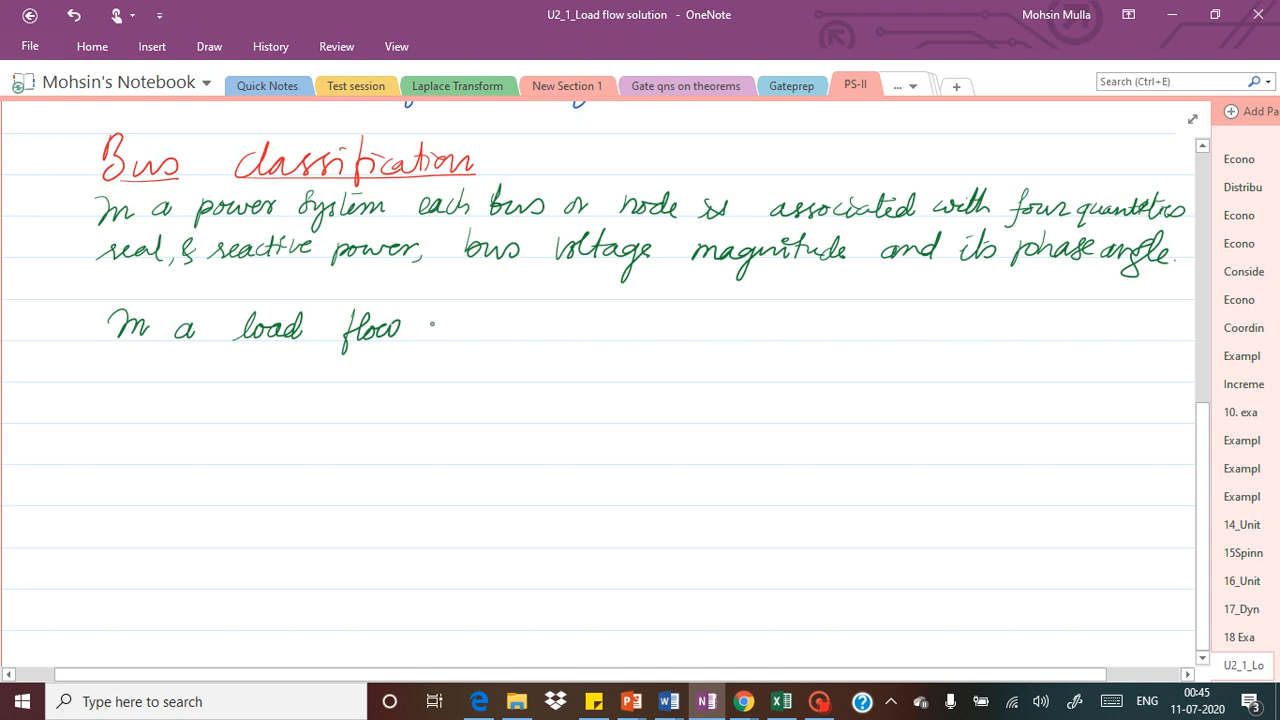 U2_1_Load flow solution - OneNote
Mohsin Mulla
File Home Insert Draw History Review View
Mohsin's Notebook
Quick Notes
Test session
Laplace Transform
New Section 1
Gate qns on theorems
Gateprep
PS-II
...
Search (Ctrl+E)
Add Pa
Bus classification
In a power system each bus or node is associated with four quantities
real, & reactive power, bus voltage magnitude and its phase angle.
In a load flow
Econo
Distribu
Econo
Econo
Conside
Econo
Coordin
Exampl
Increme
10. exa
Exampl
Exampl
Exampl
14_Unit
15Spinn
16_Unit
17_Dyn
18 Exa
U2_1_Lo
Type here to search
ENG
00:45
11-07-2020
3